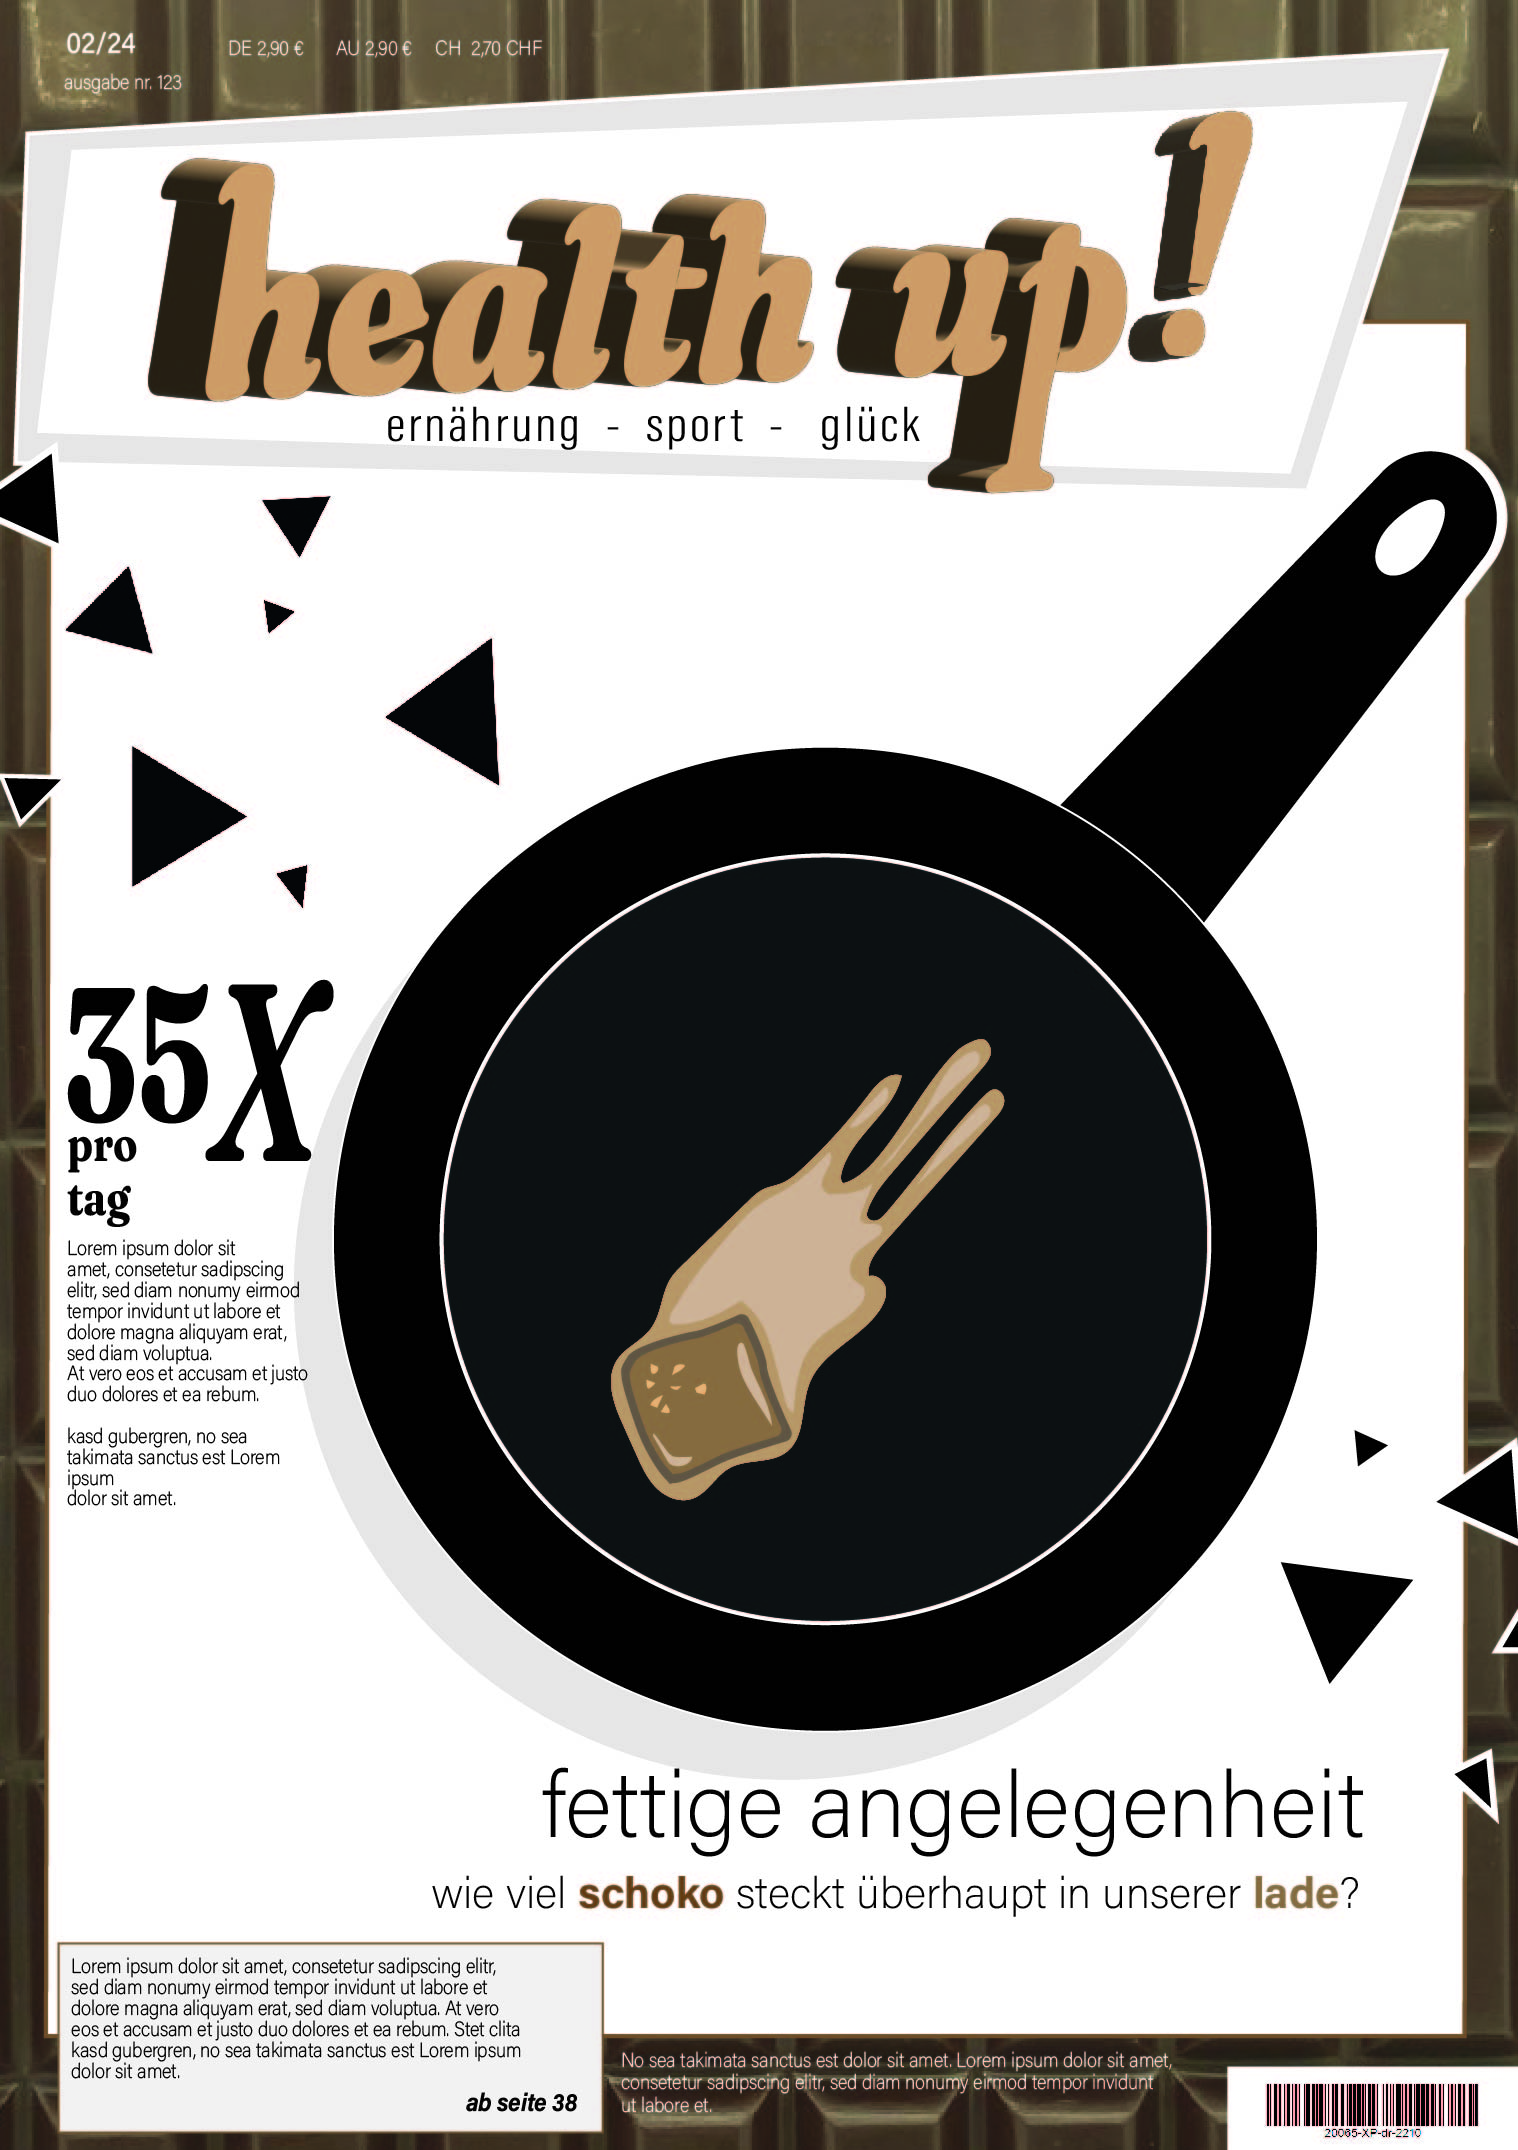 02/24
DE 2,90 € AU 2,90 € CH 2,70 CHF
ausgabe nr. 123
health up!
ernährung - sport - glück
35X
pro
tag
Lorem ipsum dolor sit
amet, consetetur sadipscing
elitr, sed diam nonumy eirmod
tempor invidunt ut labore et
dolore magna aliquyam erat,
sed diam voluptua.
At vero eos et accusam et justo
duo dolores et ea rebum.
kasd gubergren, no sea
takimata sanctus est Lorem
ipsum
dolor sit amet.
fettige angelegenheit
wie viel schoko steckt überhaupt in unserer lade?
Lorem ipsum dolor sit amet, consetetur sadipscing elitr,
sed diam nonumy eirmod tempor invidunt ut labore et
dolore magna aliquyam erat, sed diam voluptua. At vero
eos et accusam et justo duo dolores et ea rebum. Stet clita
kasd gubergren, no sea takimata sanctus est Lorem ipsum
dolor sit amet.
ab seite 38
No sea takimata sanctus est dolor sit amet. Lorem ipsum dolor sit amet,
consetetur sadipscing elitr, sed diam nonumy eirmod tempor invidunt
ut labore et.
20065-XP-dr-2210